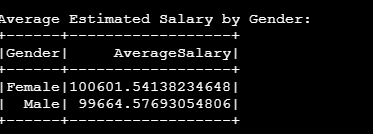 Average Estimated Salary by Gender:
+------+------------------+
|Gender|     AverageSalary|
+------+------------------+
|Female|100601.54138234648|
|  Male| 99664.57693054806|
+------+------------------+